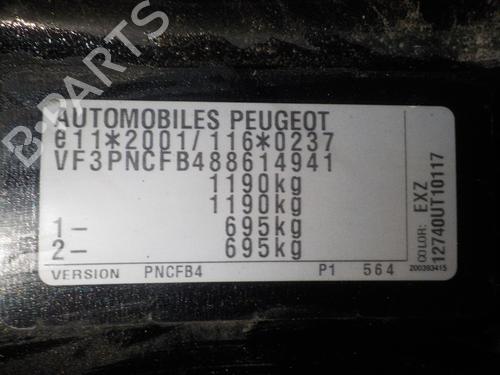 B-PARTS
AUTOMOBILES PEUGEOT
e11*2001/116*0237
VF3PNCFB488614941
1190kg
1190kg
1- 695kg
2- 695kg
VERSION PNCFB4 P1 564
COLOR: EXZ
12740UT10117
200393415